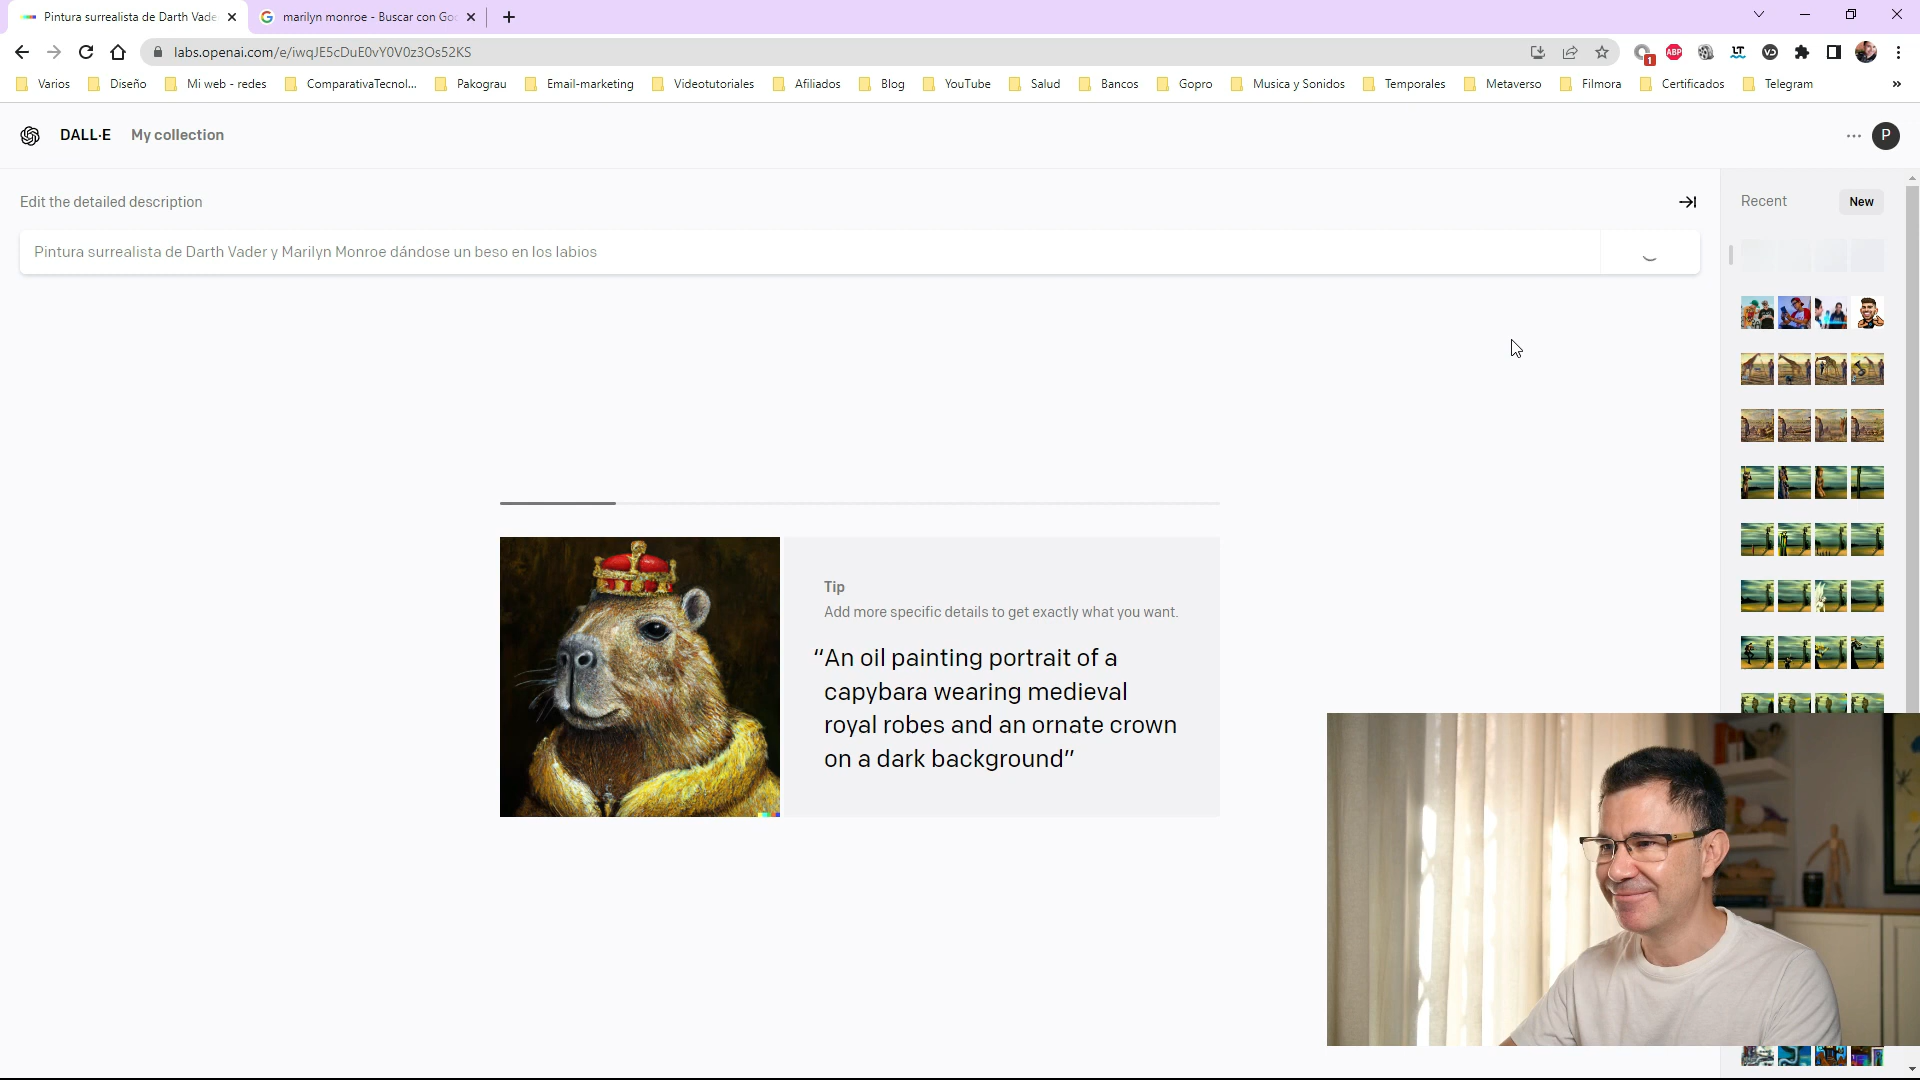 Pintura surrealista de Darth Vade
marilyn monroe - Buscar con Goo
labs.openai.com/e/iwqJE5cDuE0vY0V0z3Os52KS
1
ABP
Varios
Diseño
Mi web - redes
ComparativaTecnol...
Pakograu
Email-marketing
Videotutoriales
Afiliados
Blog
YouTube
Salud
Bancos
Gopro
Musica y Sonidos
Temporales
Metaverso
Filmora
Certificados
Telegram
»
DALL·E
My collection
P
Edit the detailed description
Recent
New
Pintura surrealista de Darth Vader y Marilyn Monroe dándose un beso en los labios
Tip
Add more specific details to get exactly what you want.
“An oil painting portrait of a
capybara wearing medieval
royal robes and an ornate crown
on a dark background”